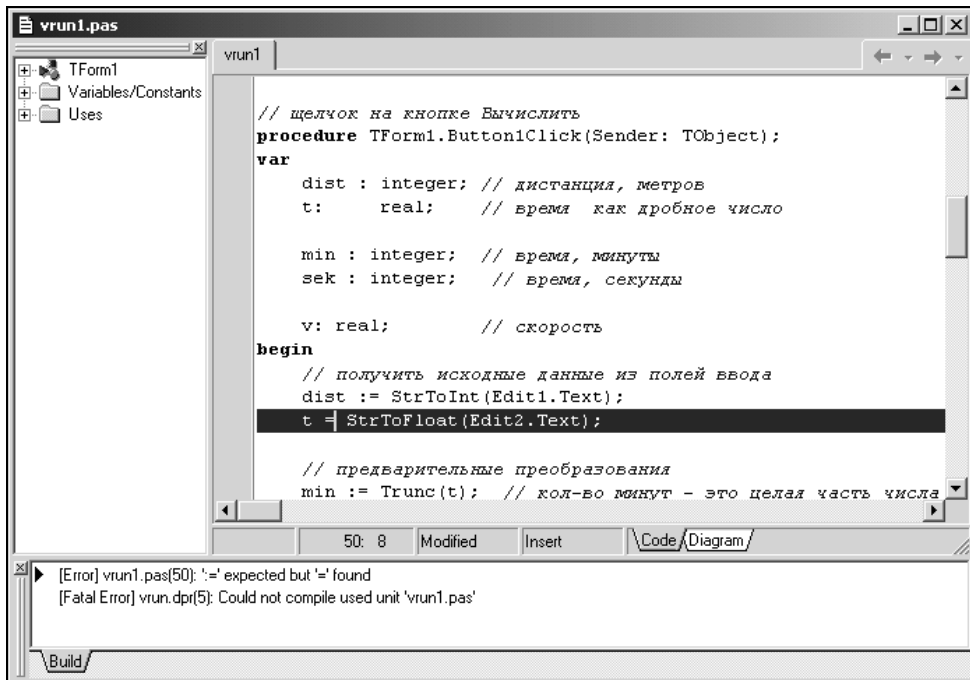 vrun1.pas
TForm1
Variables/Constants
Uses
vrun1
// щелчок на кнопке Вычислить
procedure TForm1.Button1Click(Sender: TObject);
var
dist : integer; // дистанция, метров
t: real; // время как дробное число
min : integer; // время, минуты
sek : integer; // время, секунды
v: real; // скорость
begin
// получить исходные данные из полей ввода
dist := StrToInt(Edit1.Text);
t = StrToFloat(Edit2.Text);
// предварительные преобразования
min := Trunc(t); // кол-во минут - это целая часть числа
50: 8 Modified Insert Code Diagram
[Error] vrun1.pas(50): ':=' expected but '=' found
[Fatal Error] vrun.dpr(5): Could not compile used unit 'vrun1.pas'
Build